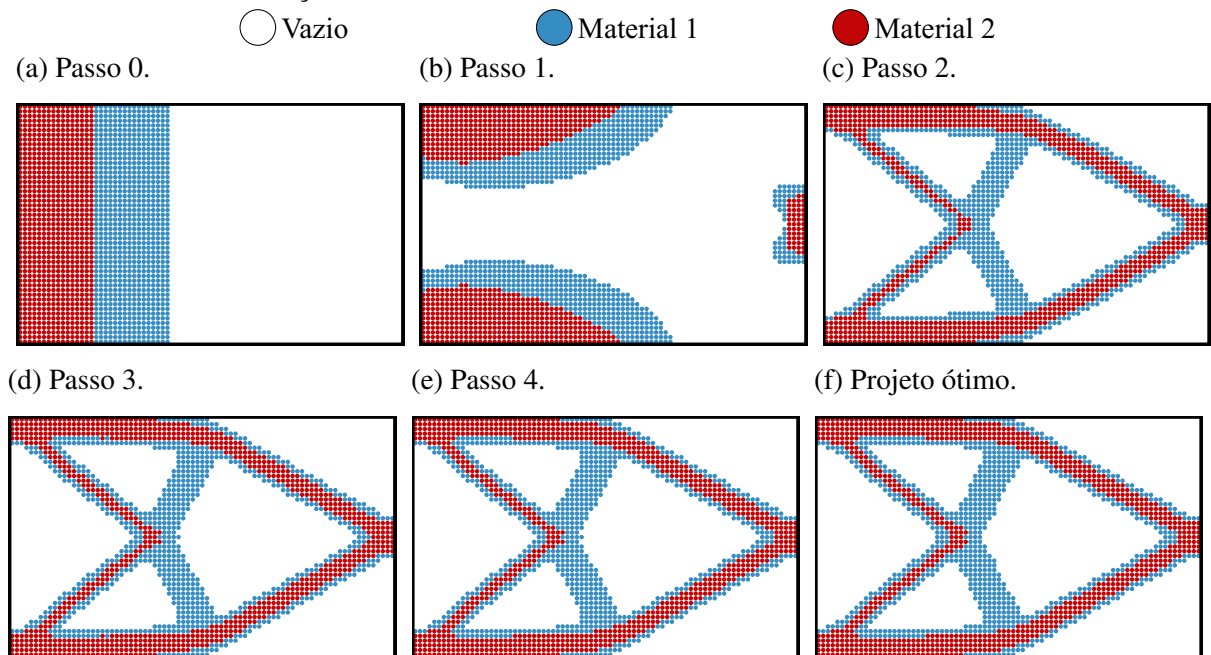 Vazio
Material 1
Material 2
(a) Passo 0.
(b) Passo 1.
(c) Passo 2.
(d) Passo 3.
(e) Passo 4.
(f) Projeto ótimo.